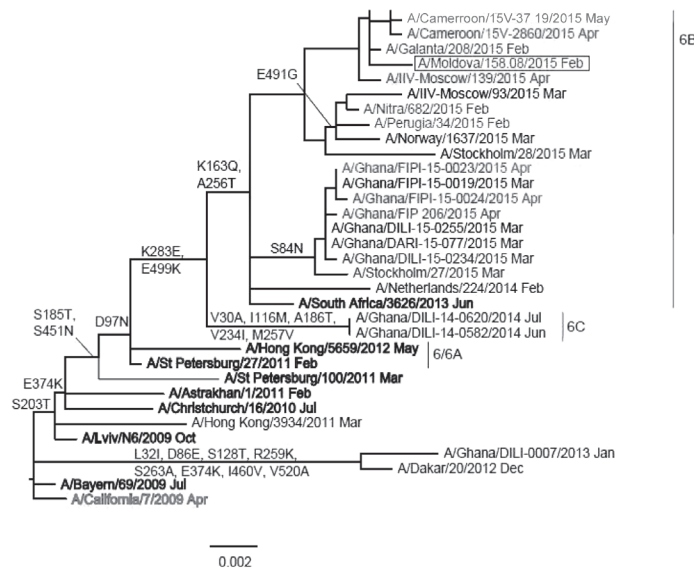 A/Cameroon/15V-37 19/2015 May
A/Cameroon/15V-2860/2015 Apr
6B
A/Galanta/208/2015 Feb
A/Moldova/158.08/2015 Feb
E491G
A/IIV-Moscow/139/2015 Apr
A/IIV-Moscow/93/2015 Mar
A/Nitra/682/2015 Feb
A/Perugia/34/2015 Feb
A/Norway/1637/2015 Mar
A/Stockholm/28/2015 Mar
K163Q,
A256T
A/Ghana/FIPI-15-0023/2015 Apr
A/Ghana/FIPI-15-0019/2015 Mar
A/Ghana/FIPI-15-0024/2015 Apr
A/Ghana/FIP 206/2015 Apr
A/Ghana/DILI-15-0255/2015 Mar
A/Ghana/DARI-15-077/2015 Mar
S84N
A/Ghana/DILI-15-0234/2015 Mar
A/Stockholm/27/2015 Mar
K283E,
E499K
A/Netherlands/224/2014 Feb
A/South Africa/3626/2013 Jun
V30A, I116M, A186T,
V234I, M257V
A/Ghana/DILI-14-0620/2014 Jul
A/Ghana/DILI-14-0582/2014 Jun
6C
S185T,
S451N
D97N
A/Hong Kong/5659/2012 May
A/St Petersburg/27/2011 Feb
6/6A
A/St Petersburg/100/2011 Mar
E374K
A/Astrakhan/1/2011 Feb
S203T
A/Christchurch/16/2010 Jul
A/Hong Kong/3934/2011 Mar
A/Lviv/N6/2009 Oct
L32I, D86E, S128T, R259K,
S263A, E374K, I460V, V520A
A/Ghana/DILI-0007/2013 Jan
A/Dakar/20/2012 Dec
A/Bayern/69/2009 Jul
A/California/7/2009 Apr
0.002